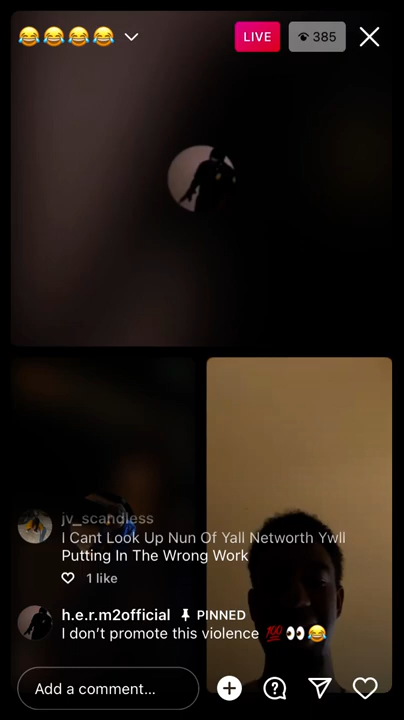 😂😂😂😂
LIVE
385
jv_scandless
I Cant Look Up Nun Of Yall Networth Ywll
Putting In The Wrong Work
1 like
h.e.r.m2official PINNED
I don't promote this violence 💯👀😂
Add a comment...